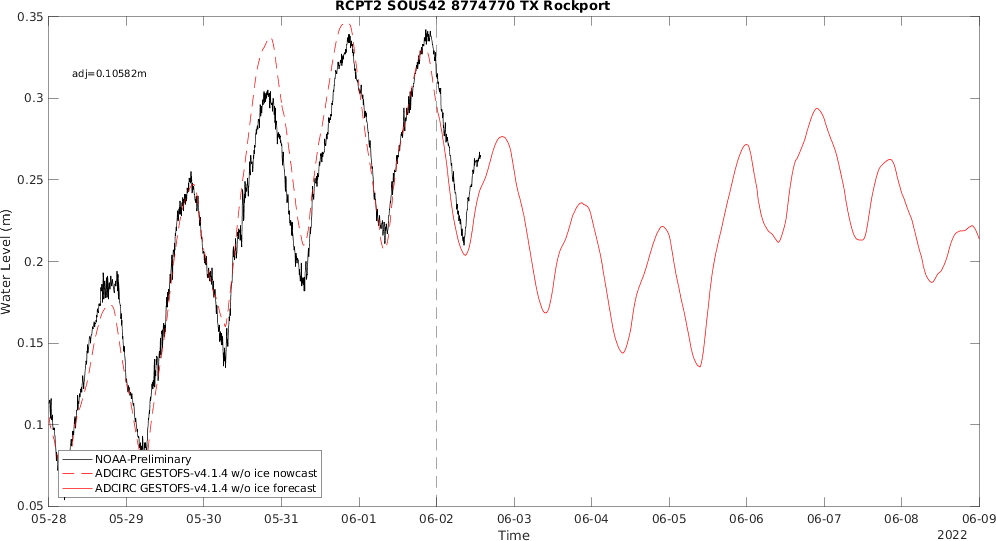 RCPT2 SOUS42 8774770 TX Rockport
0.35
adj=0.10582m
0.3
0.25
0.2
0.15
0.1
0.05
Water Level (m)
NOAA-Preliminary
ADCIRC GESTOFS-v4.1.4 w/o ice nowcast
ADCIRC GESTOFS-v4.1.4 w/o ice forecast
05-28 05-29 05-30 05-31 06-01 06-02 06-03 06-04 06-05 06-06 06-07 06-08 06-09
Time
2022